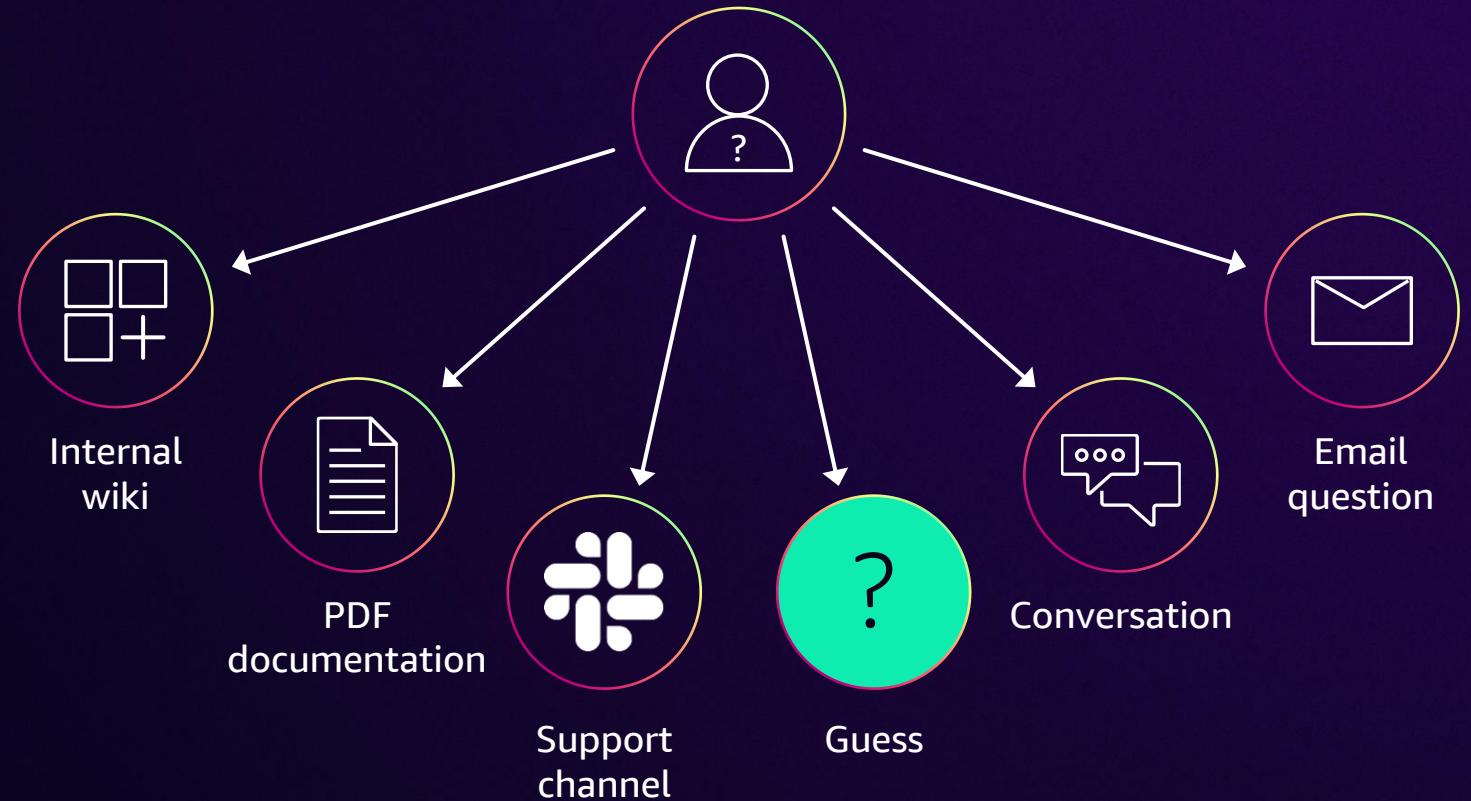 ?
Internal
wiki
PDF
documentation
Support
channel
?
Guess
Conversation
Email
question